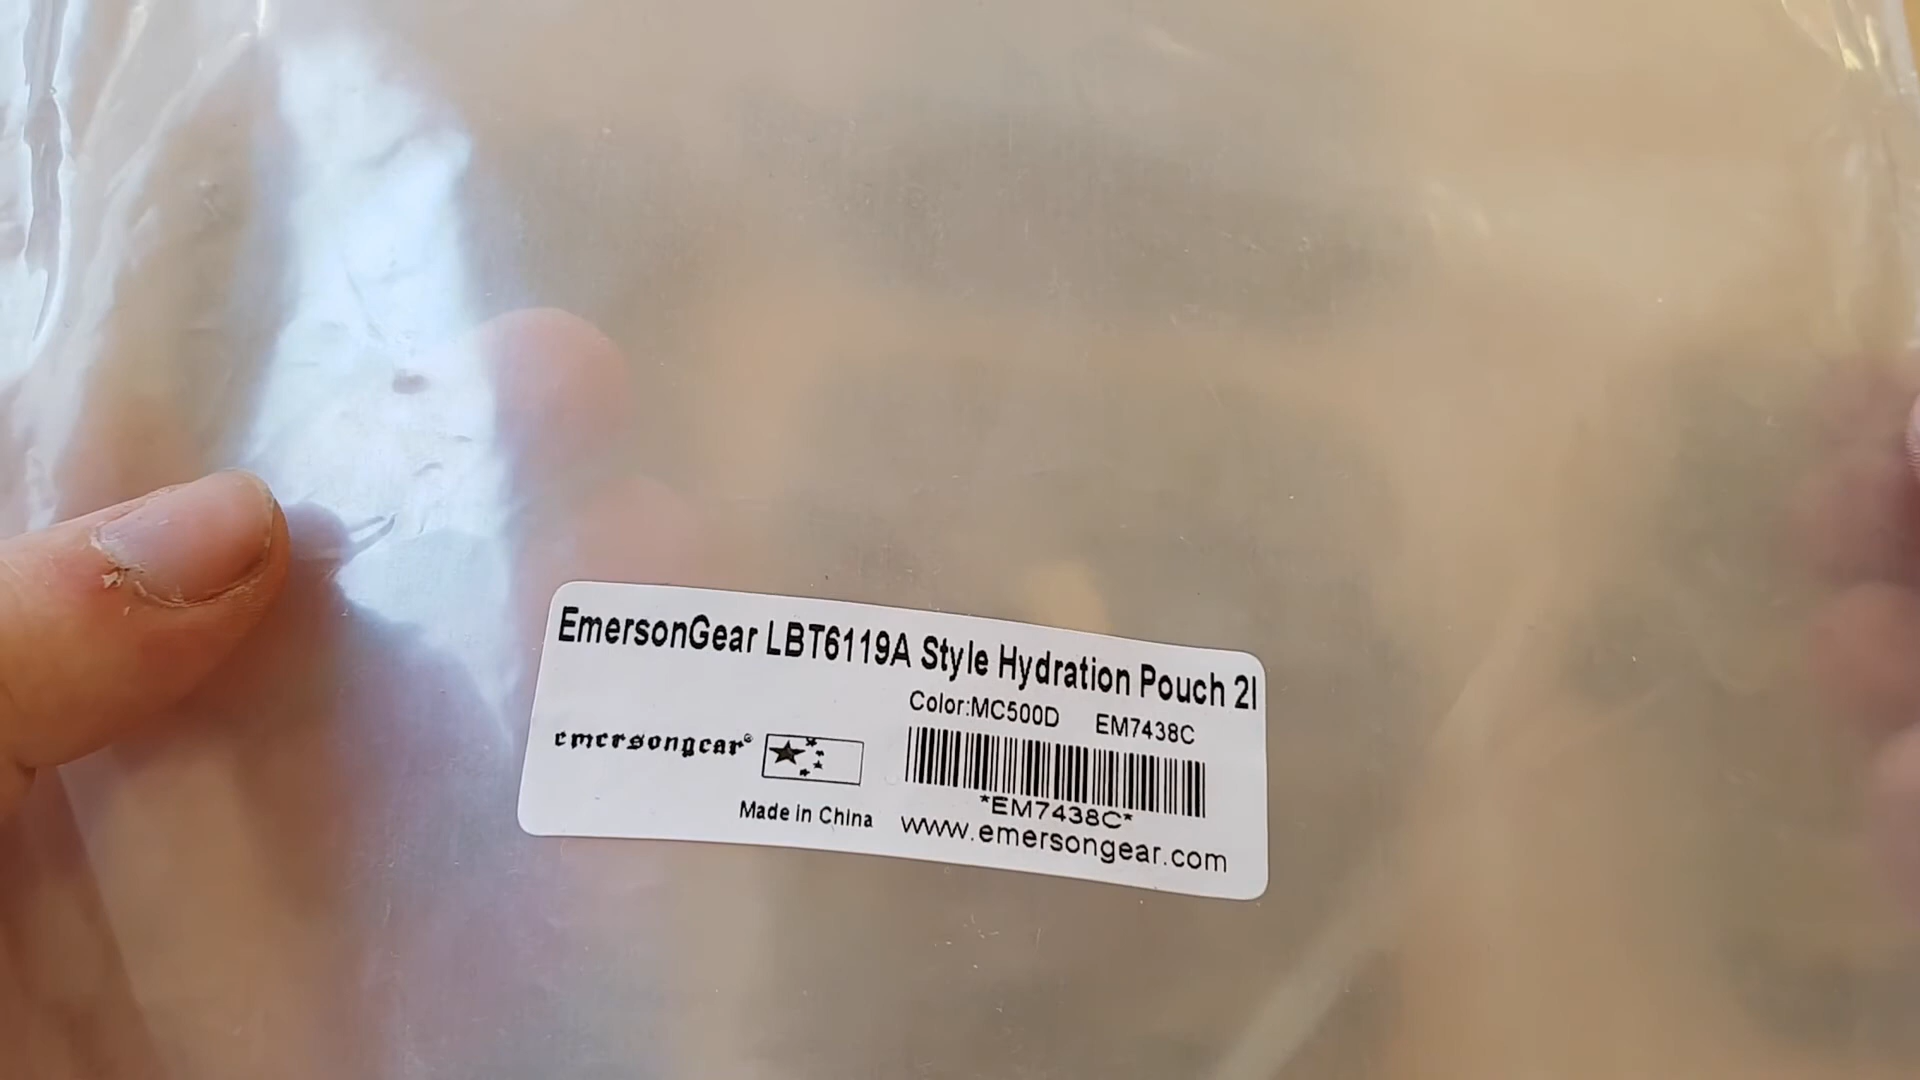 EmersonGear LBT6119A Style Hydration Pouch 2l
Color:MC500D EM7438C
emersongear®
*EM7438C*
Made in China
www.emersongear.com